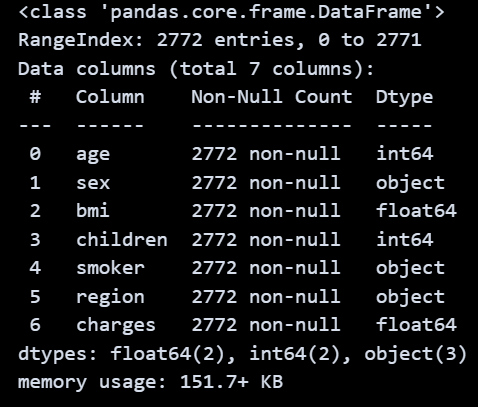 <class 'pandas.core.frame.DataFrame'>
RangeIndex: 2772 entries, 0 to 2771
Data columns (total 7 columns):
 #   Column    Non-Null Count  Dtype
---  ------    --------------  -----
 0   age       2772 non-null   int64
 1   sex       2772 non-null   object
 2   bmi       2772 non-null   float64
 3   children  2772 non-null   int64
 4   smoker    2772 non-null   object
 5   region    2772 non-null   object
 6   charges   2772 non-null   float64
dtypes: float64(2), int64(2), object(3)
memory usage: 151.7+ KB